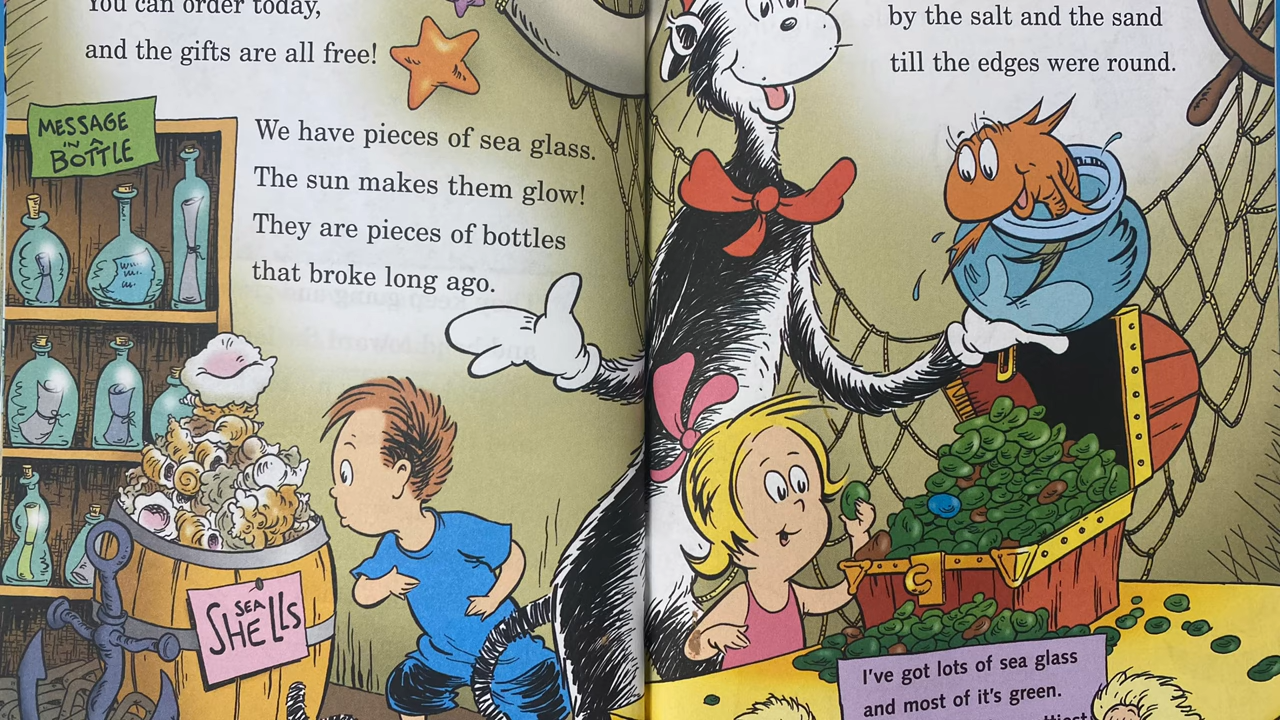 You can order today,
and the gifts are all free!
MESSAGE
IN A
BOTTLE
We have pieces of sea glass.
The sun makes them glow!
They are pieces of bottles
that broke long ago.
SEA
SHELLS
by the salt and the sand
till the edges were round.
I've got lots of sea glass
and most of it's green.